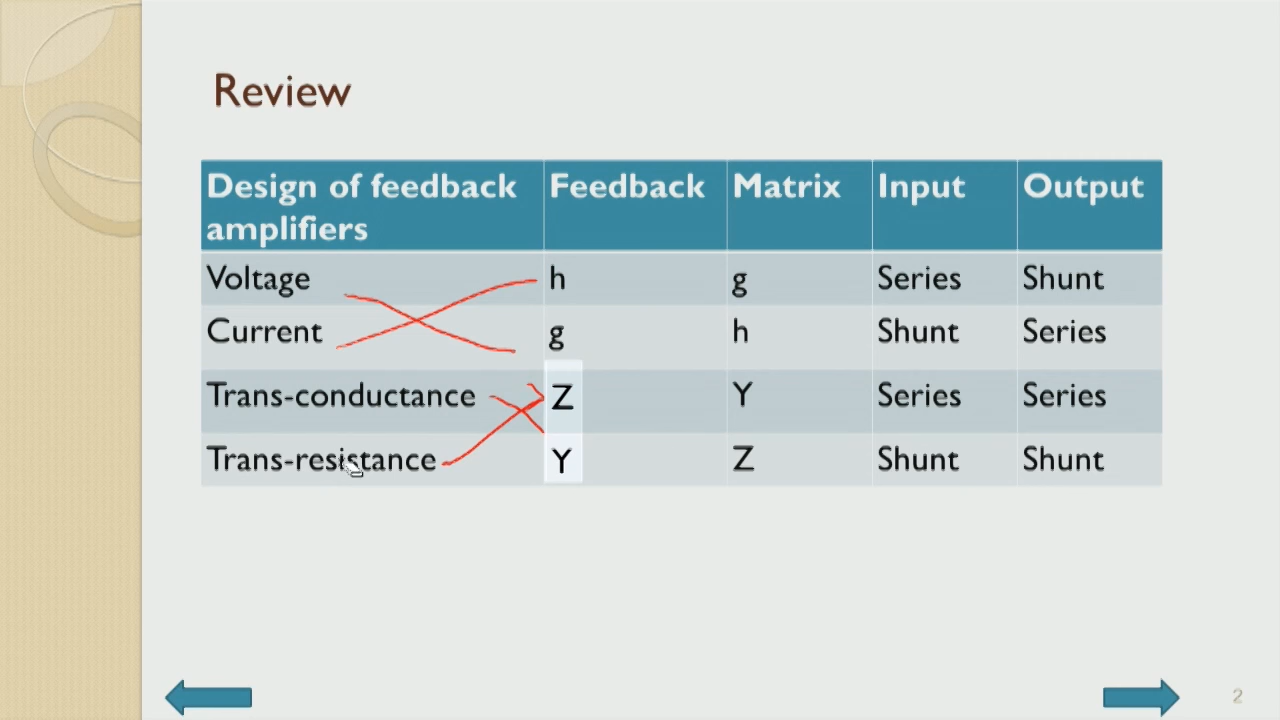 Review
Design of feedback amplifiers Feedback Matrix Input Output
Voltage h g Series Shunt
Current g h Shunt Series
Trans-conductance Z Y Series Series
Trans-resistance Y Z Shunt Shunt
2